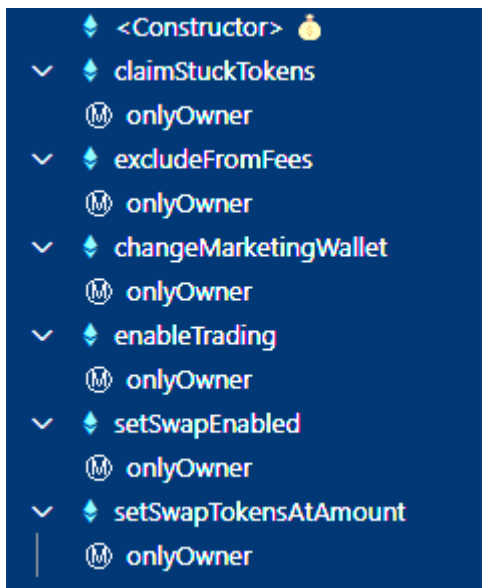 <Constructor> 💰
claimStuckTokens
Ⓜ onlyOwner
excludeFromFees
Ⓜ onlyOwner
changeMarketingWallet
Ⓜ onlyOwner
enableTrading
Ⓜ onlyOwner
setSwapEnabled
Ⓜ onlyOwner
setSwapTokensAtAmount
Ⓜ onlyOwner